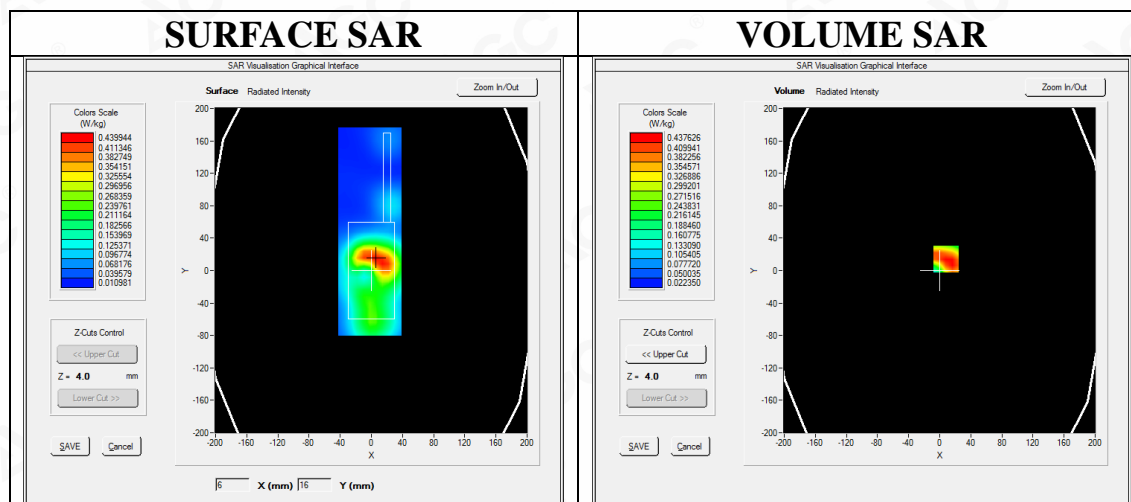 SURFACE SAR
SAR Visualisation Graphical Interface
Surface Radiated Intensity
Zoom In/Out
Colors Scale
(W/kg)
0.439944
0.411346
0.382749
0.354151
0.325554
0.296956
0.268359
0.239761
0.211164
0.182566
0.153969
0.125371
0.096774
0.068176
0.039579
0.010981
Z-Cuts Control
<< Upper Cut
Z = 4.0 mm
Lower Cut >>
SAVE Cancel
200
160
120
80
40
0
-40
-80
-120
-160
-200
Y
-200 -160 -120 -80 -40 0 40 80 120 160 200
X
6 X (mm) 16 Y (mm)
VOLUME SAR
SAR Visualisation Graphical Interface
Volume Radiated Intensity
Zoom In/Out
Colors Scale
(W/kg)
0.437626
0.409941
0.382256
0.354571
0.326886
0.299201
0.271516
0.243831
0.216145
0.188460
0.160775
0.133090
0.105405
0.077720
0.050035
0.022350
Z-Cuts Control
<< Upper Cut
Z = 4.0 mm
Lower Cut >>
SAVE Cancel
200
160
120
80
40
0
-40
-80
-120
-160
-200
Y
-200 -160 -120 -80 -40 0 40 80 120 160 200
X